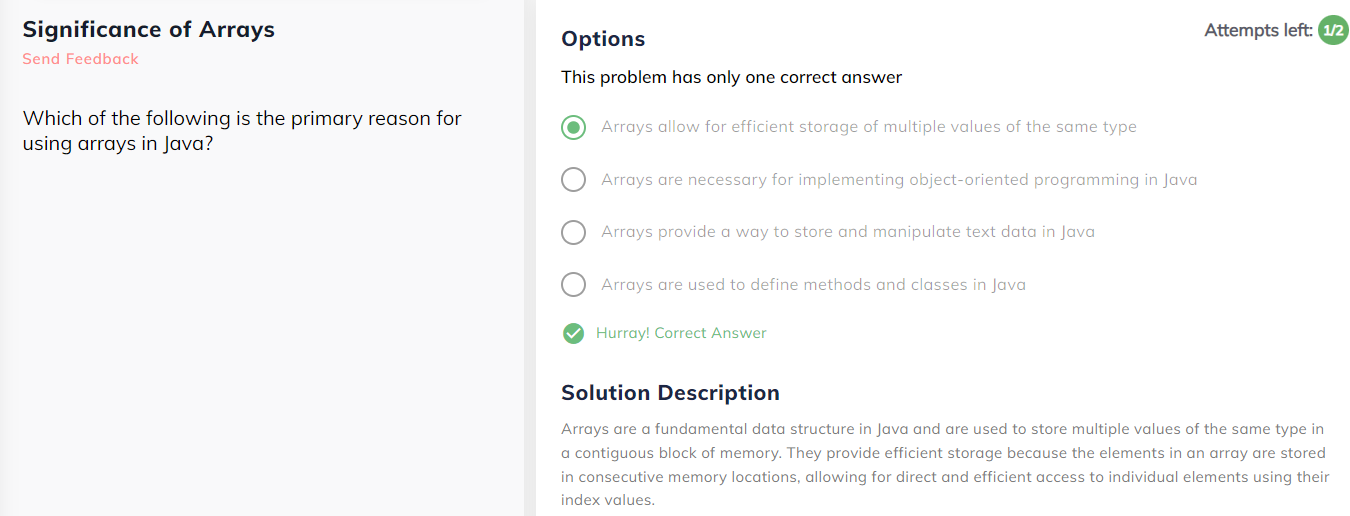 Significance of Arrays
Send Feedback
Which of the following is the primary reason for
using arrays in Java?
Attempts left: 1/2
Options
This problem has only one correct answer
Arrays allow for efficient storage of multiple values of the same type
Arrays are necessary for implementing object-oriented programming in Java
Arrays provide a way to store and manipulate text data in Java
Arrays are used to define methods and classes in Java
Hurray! Correct Answer
Solution Description
Arrays are a fundamental data structure in Java and are used to store multiple values of the same type in
a contiguous block of memory. They provide efficient storage because the elements in an array are stored
in consecutive memory locations, allowing for direct and efficient access to individual elements using their
index values.